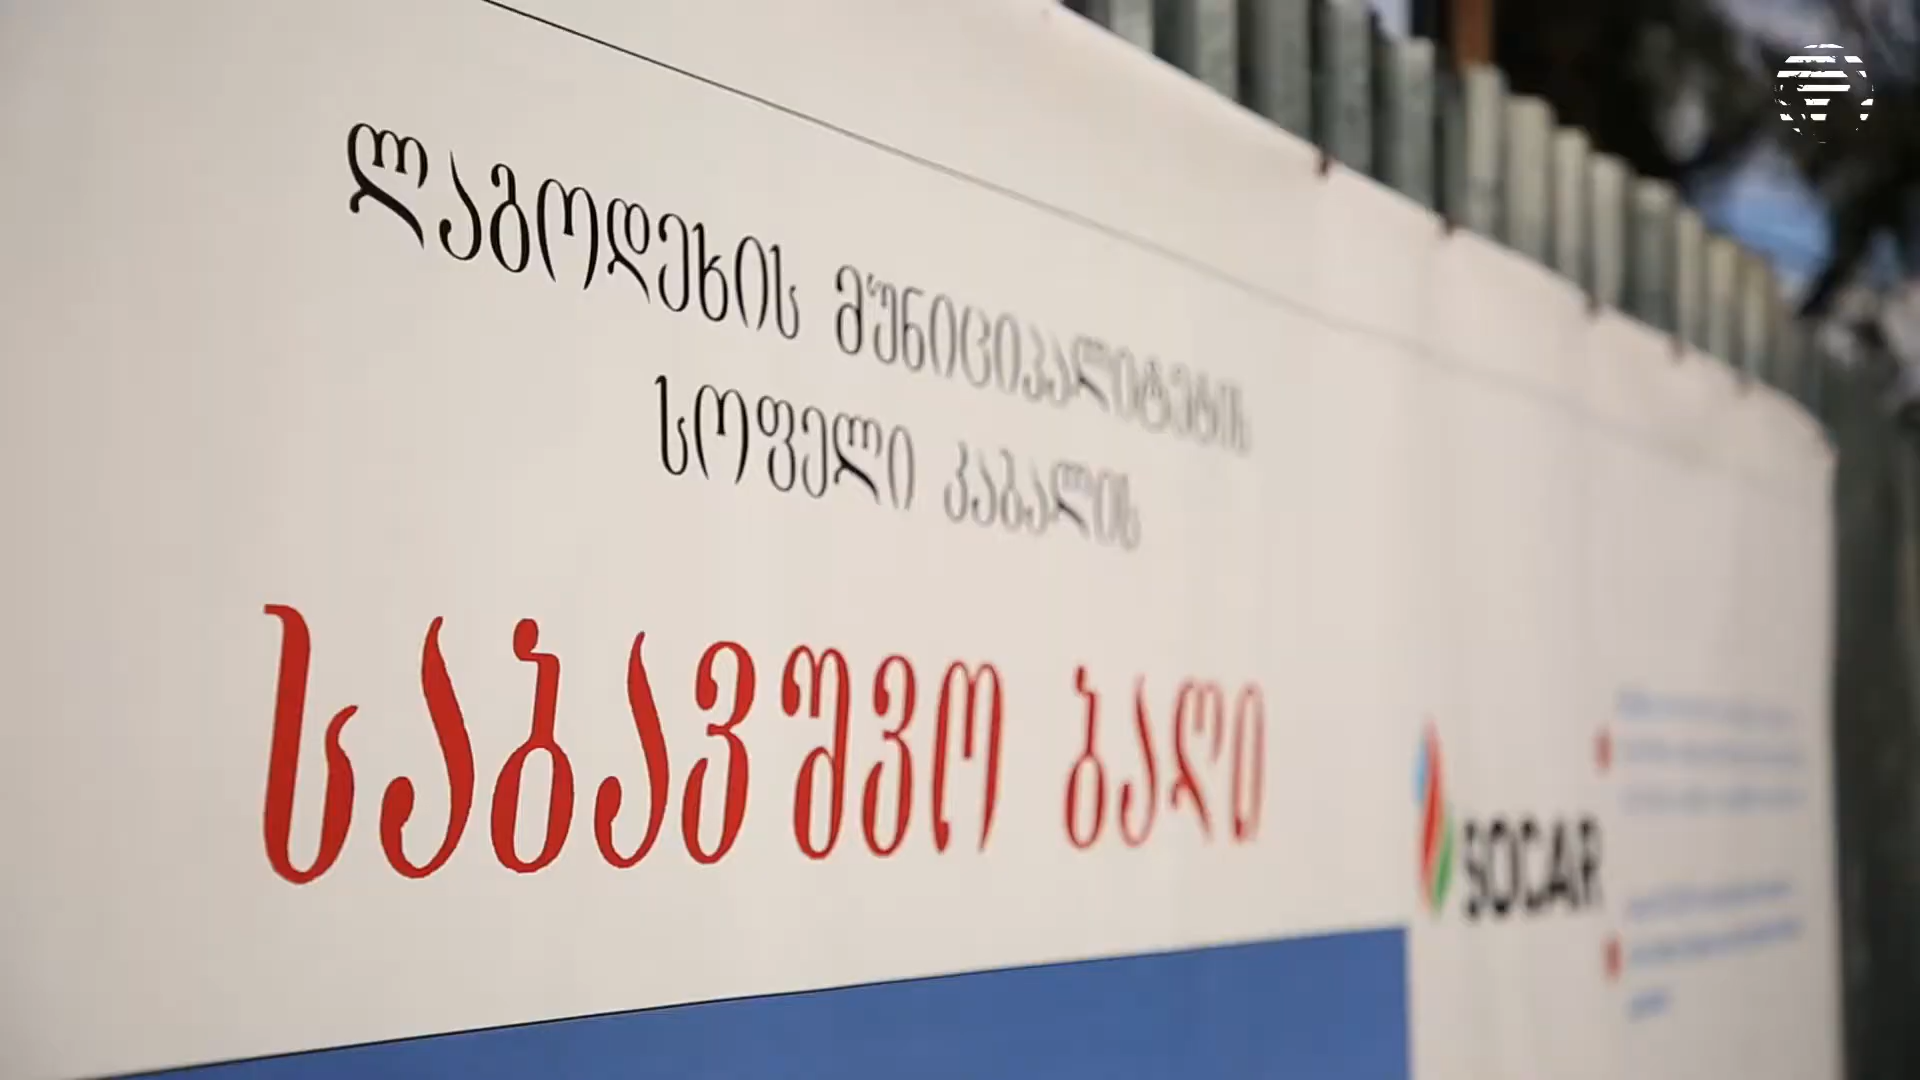 ლაგოდეხის მუნიციპალიტეტის
სოფელი კაბალის
საბავშვო ბაღი
SOCAR